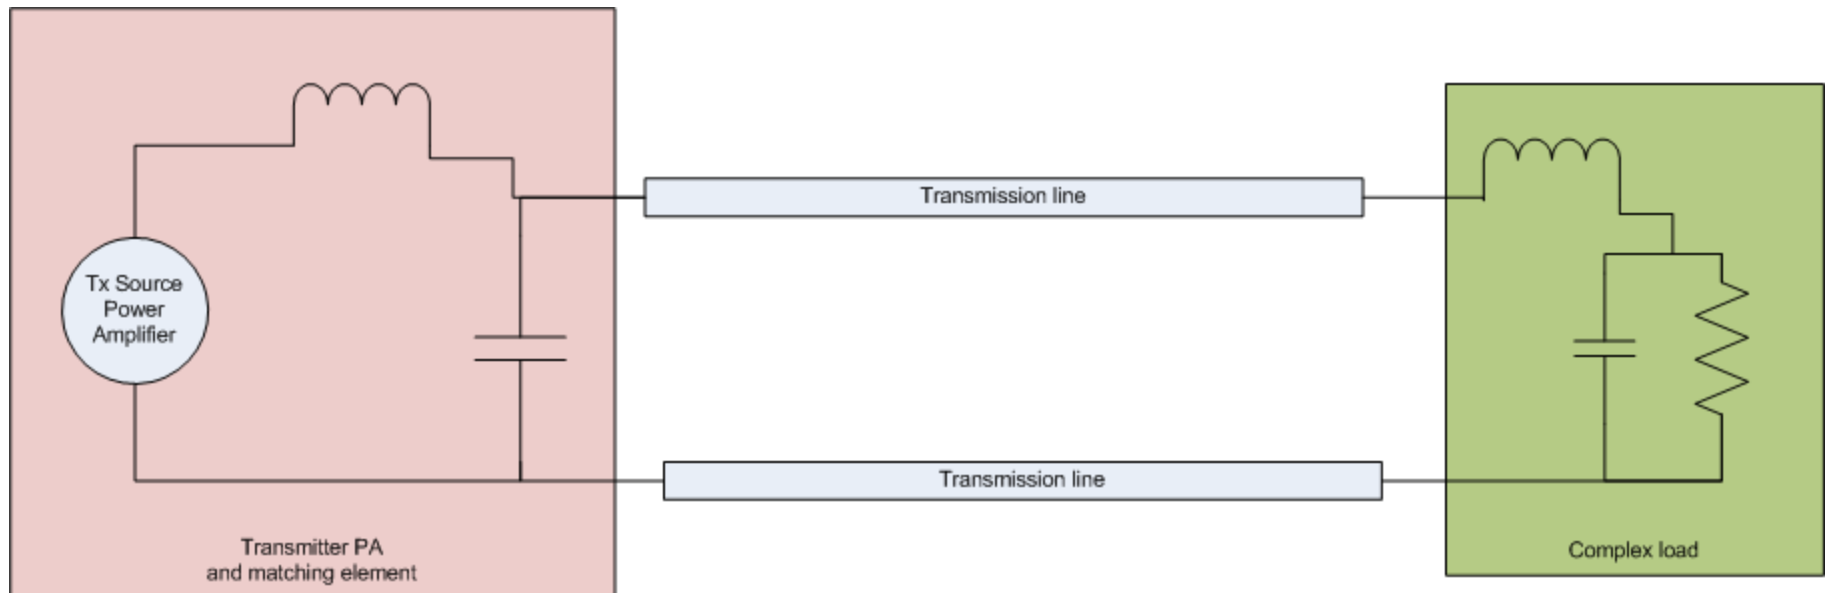 Tx Source
Power
Amplifier
Transmission line
Transmission line
Transmitter PA
and matching element
Complex load